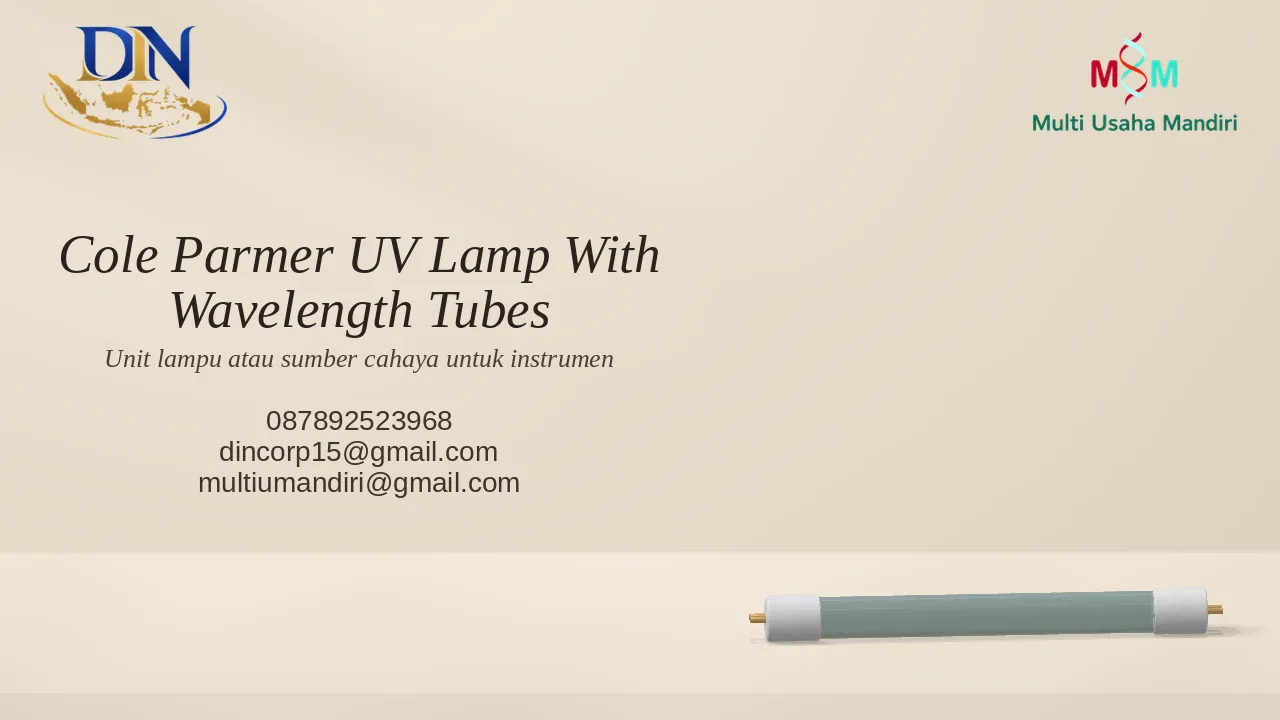 DIN
MSM
Multi Usaha Mandiri
Cole Parmer UV Lamp With
Wavelength Tubes
Unit lampu atau sumber cahaya untuk instrumen
087892523968
dincorp15@gmail.com
multiumandiri@gmail.com